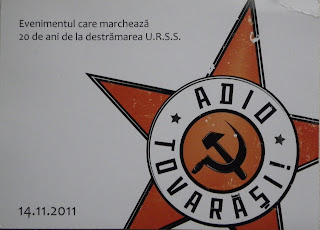 Evenimentul care marchează
20 de ani de la destrămarea U.R.S.S.
ADIO
TOVARĂȘI!
14.11.2011